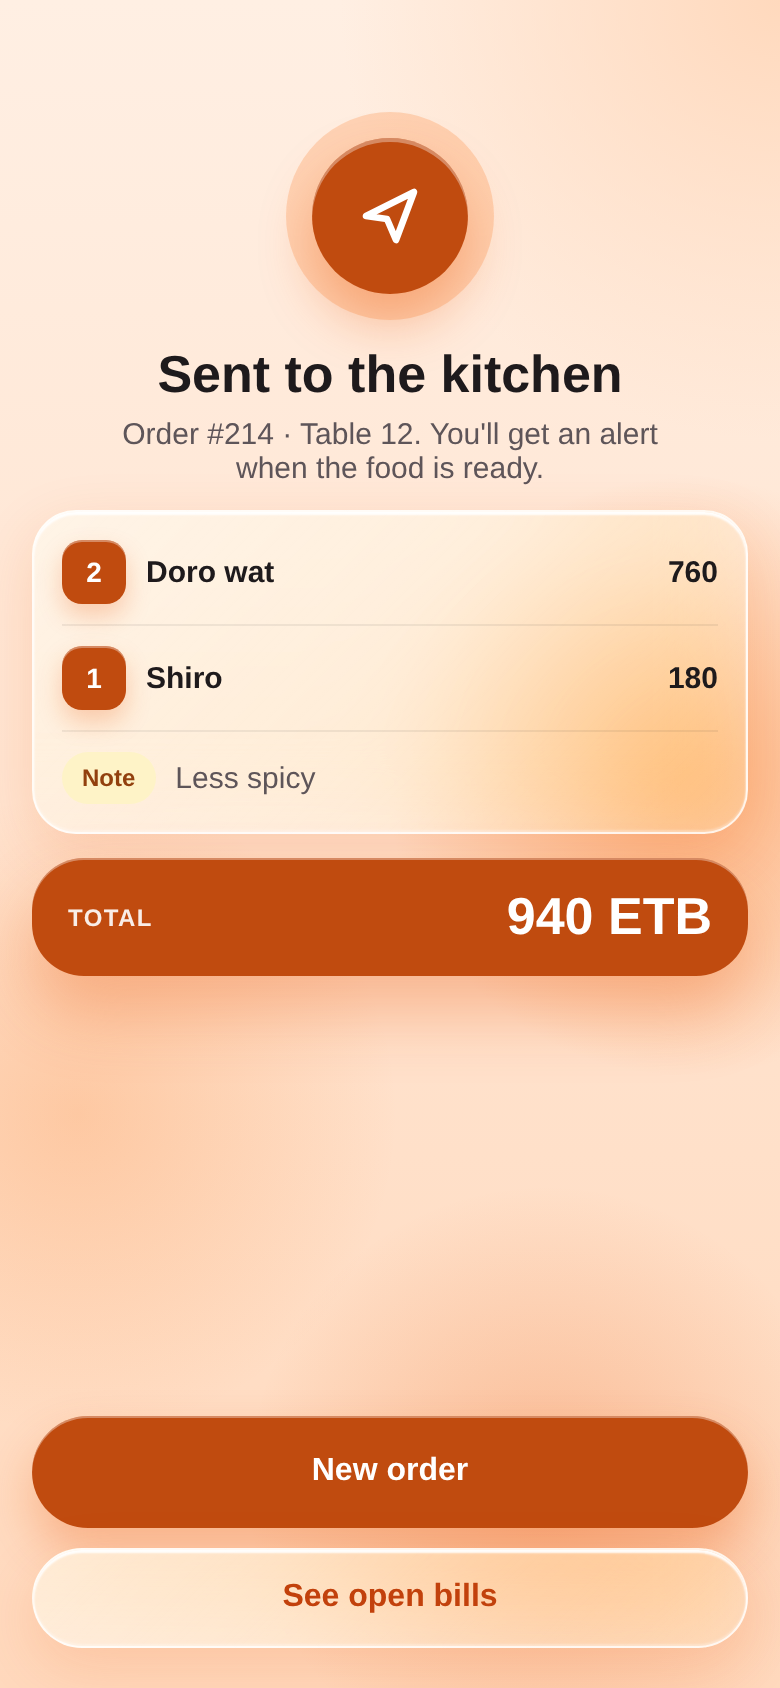 Sent to the kitchen
Order #214 · Table 12. You'll get an alert
when the food is ready.
2 Doro wat 760
1 Shiro 180
Note Less spicy
TOTAL 940 ETB
New order
See open bills